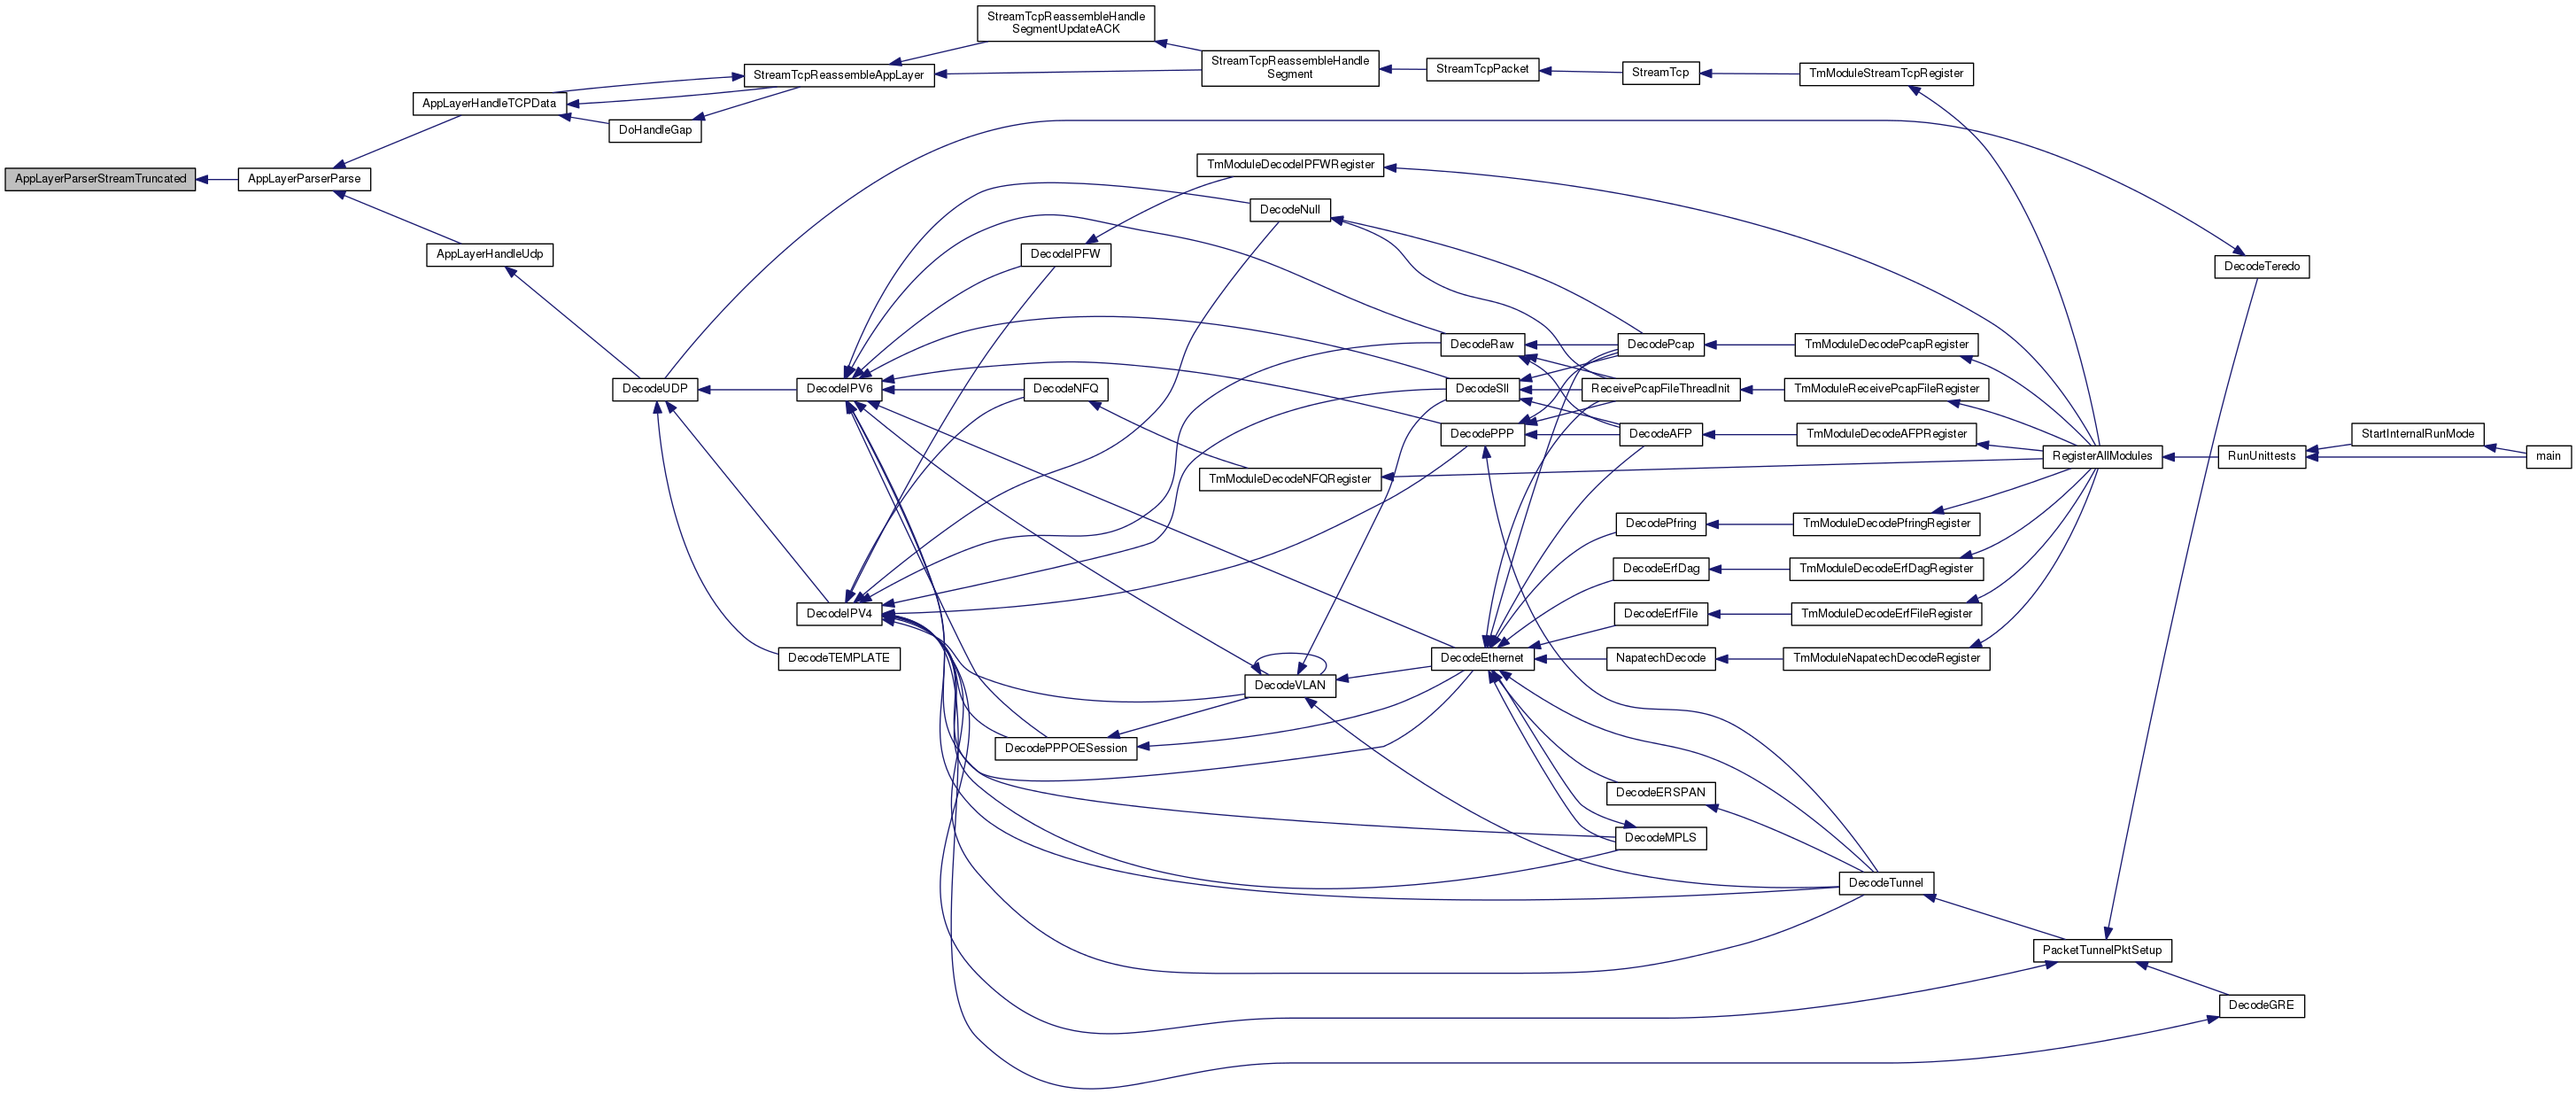 StreamTcpReassembleHandle
SegmentUpdateACK
StreamTcpReassembleAppLayer
StreamTcpReassembleHandle
Segment
StreamTcpPacket
StreamTcp
TmModuleStreamTcpRegister
AppLayerHandleTCPData
DoHandleGap
AppLayerParserStreamTruncated
AppLayerParserParse
TmModuleDecodeIPFWRegister
DecodeNull
AppLayerHandleUdp
DecodeIPFW
DecodeTeredo
DecodeRaw
DecodePcap
TmModuleDecodePcapRegister
DecodeUDP
DecodeIPV6
DecodeNFQ
DecodeSll
ReceivePcapFileThreadInit
TmModuleReceivePcapFileRegister
DecodePPP
DecodeAFP
TmModuleDecodeAFPRegister
StartInternalRunMode
RegisterAllModules
RunUnittests
main
TmModuleDecodeNFQRegister
DecodePfring
TmModuleDecodePfringRegister
DecodeErfDag
TmModuleDecodeErfDagRegister
DecodeIPV4
DecodeErfFile
TmModuleDecodeErfFileRegister
DecodeTEMPLATE
DecodeEthernet
NapatechDecode
TmModuleNapatechDecodeRegister
DecodeVLAN
DecodePPPOESession
DecodeERSPAN
DecodeMPLS
DecodeTunnel
PacketTunnelPktSetup
DecodeGRE